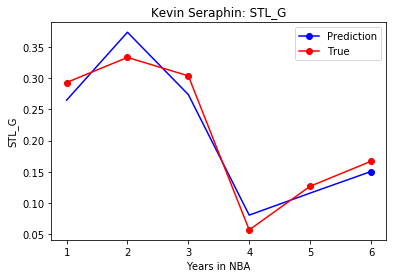 Kevin Seraphin: STL_G
Prediction
True
0.35
0.30
0.25
0.20
0.15
0.10
0.05
STL_G
1 2 3 4 5 6
Years in NBA